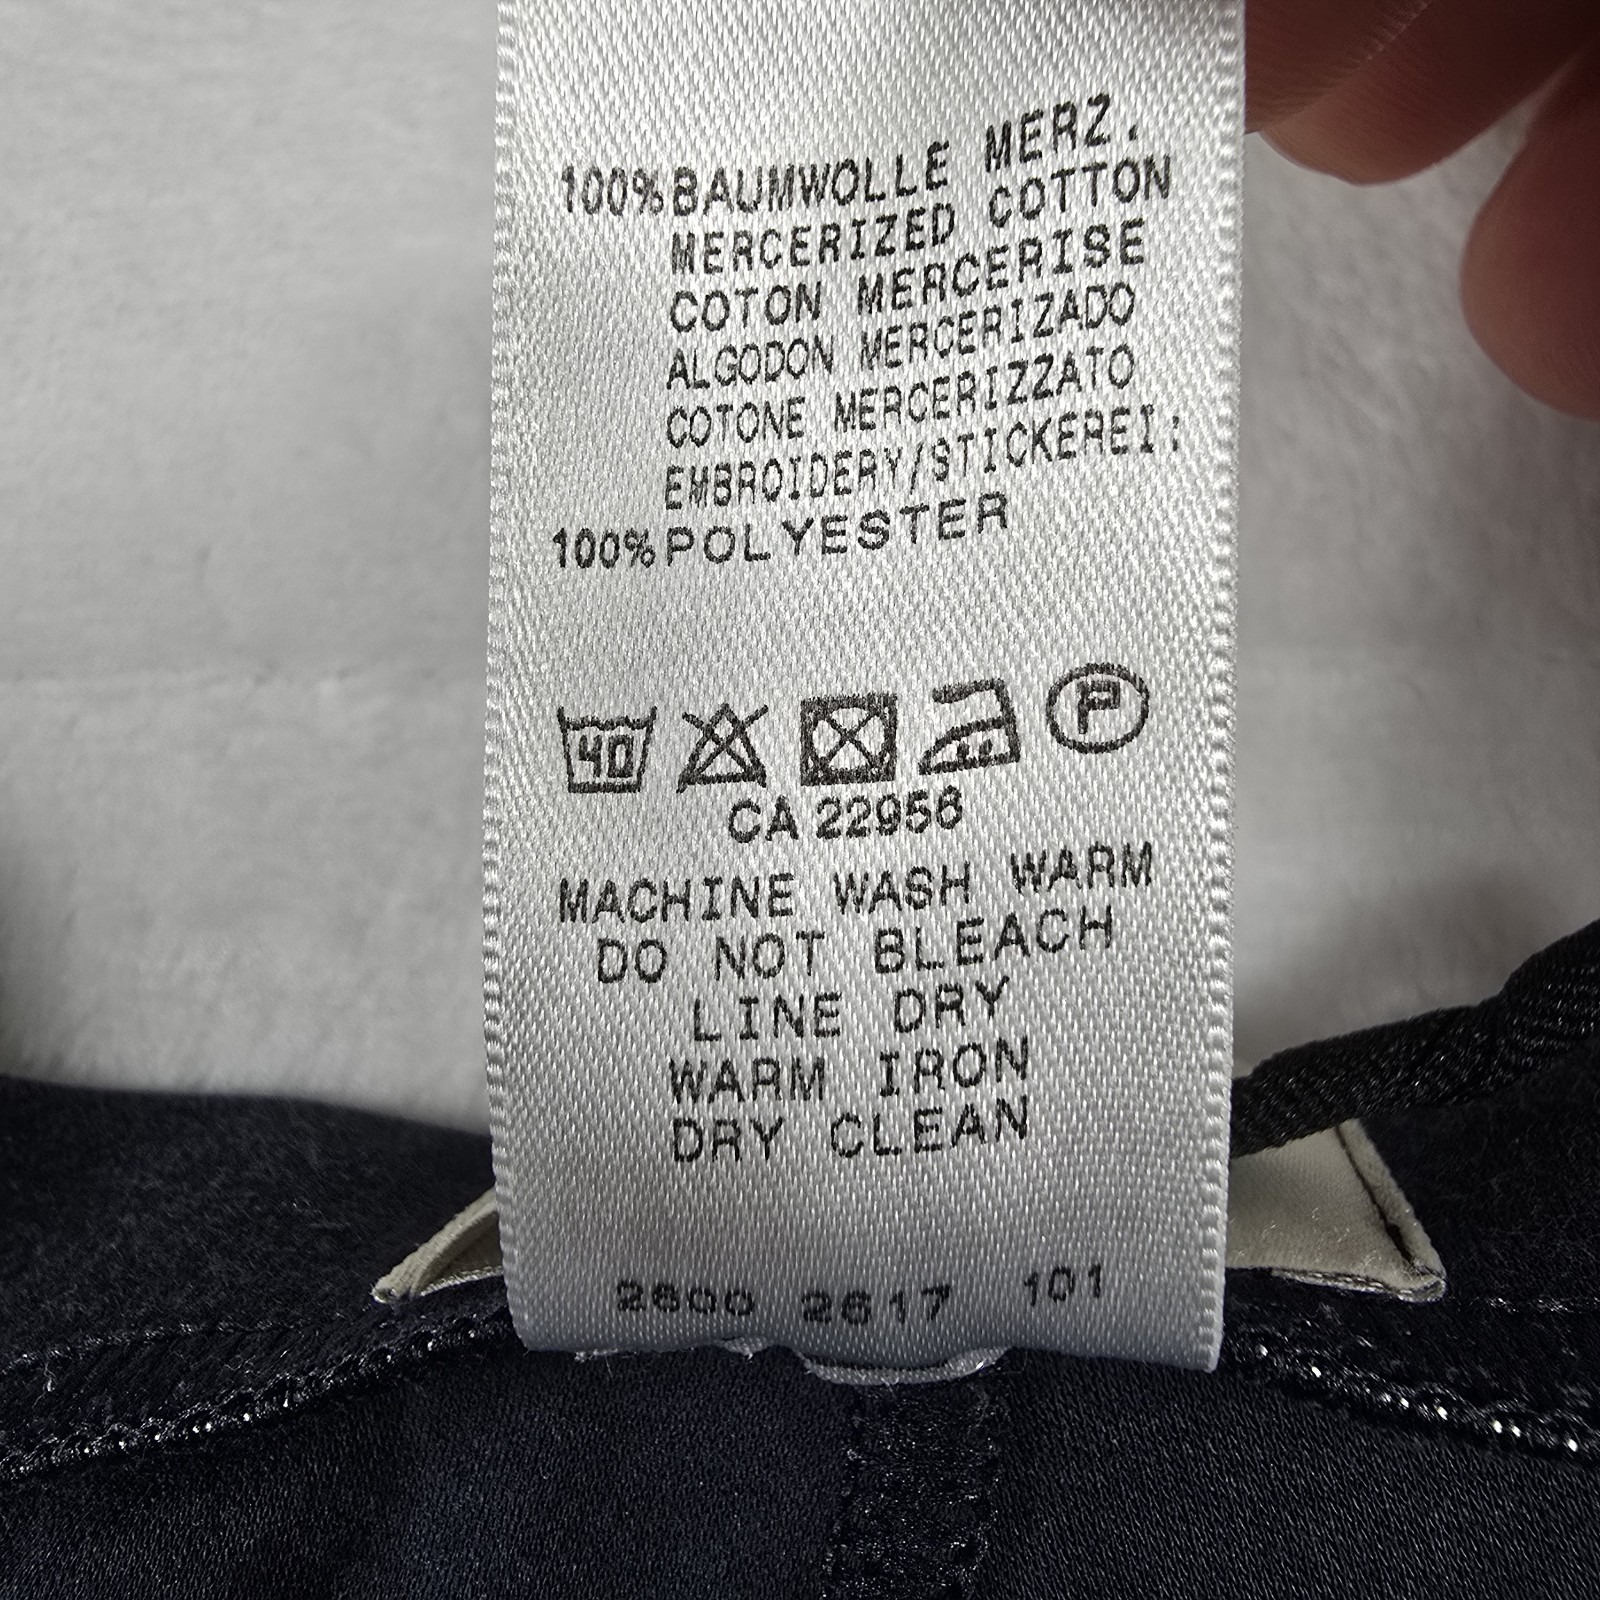 100% BAUMWOLLE MERZ.
MERCERIZED COTTON
COTON MERCERISE
ALGODON MERCERIZADO
COTONE MERCERIZZATO
EMBROIDERY/STICKEREI:
100% POLYESTER
40 P
CA 22956
MACHINE WASH WARM
DO NOT BLEACH
LINE DRY
WARM IRON
DRY CLEAN
2600 2617 101